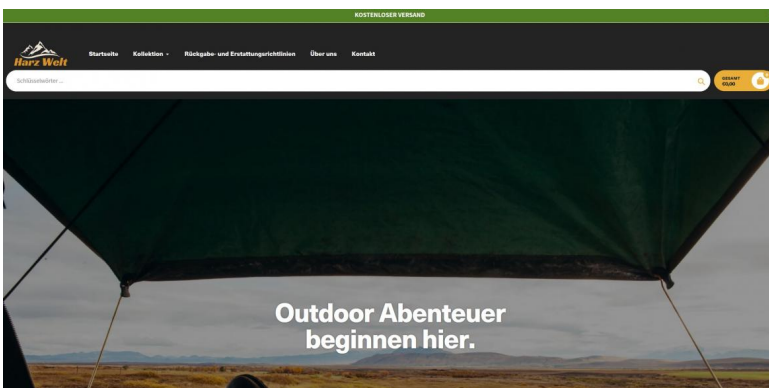 KOSTENLOSER VERSAND
Harz Welt
Startseite Kollektion Rückgabe- und Erstattungsrichtlinien Über uns Kontakt
Schlüsselwörter ...
GESAMT
€0,00
Outdoor Abenteuer
beginnen hier.